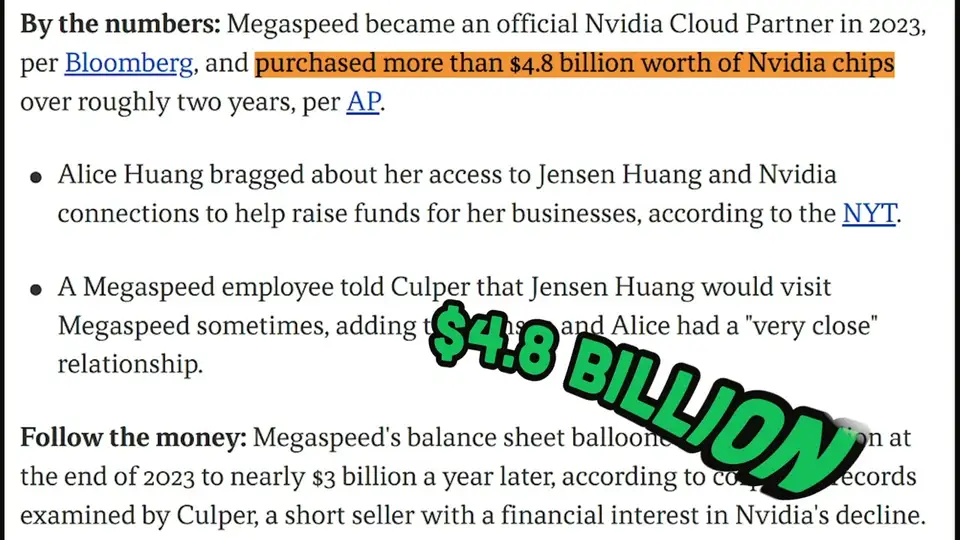 By the numbers: Megaspeed became an official Nvidia Cloud Partner in 2023,
per Bloomberg, and purchased more than $4.8 billion worth of Nvidia chips
over roughly two years, per AP.
• Alice Huang bragged about her access to Jensen Huang and Nvidia
connections to help raise funds for her businesses, according to the NYT.
• A Megaspeed employee told Culper that Jensen Huang would visit
Megaspeed sometimes, adding and Alice had a "very close"
relationship.
$4.8 BILLION
Follow the money: Megaspeed's balance sheet at
the end of 2023 to nearly $3 billion a year later, according to
examined by Culper, a short seller with a financial interest in Nvidia's decline.